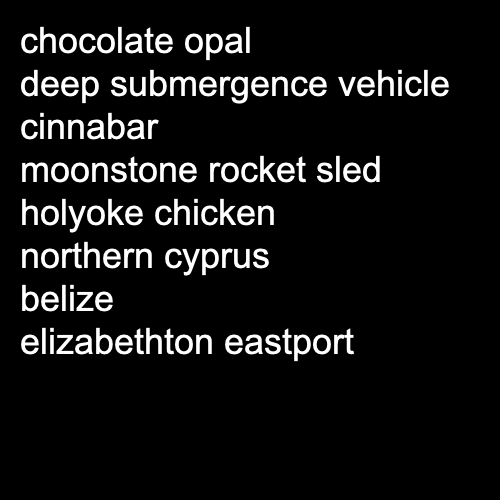 chocolate opal
deep submergence vehicle
cinnabar
moonstone rocket sled
holyoke chicken
northern cyprus
belize
elizabethton eastport